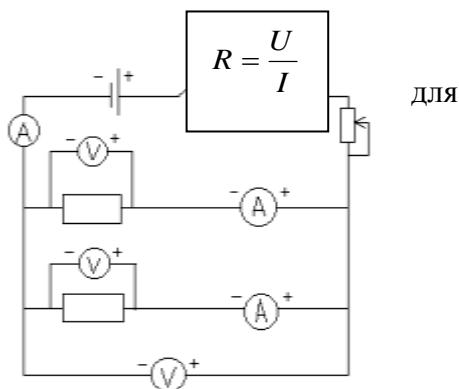 R = U/I
для
- +
A
- V +
- A +
- V +
- A +
- V +